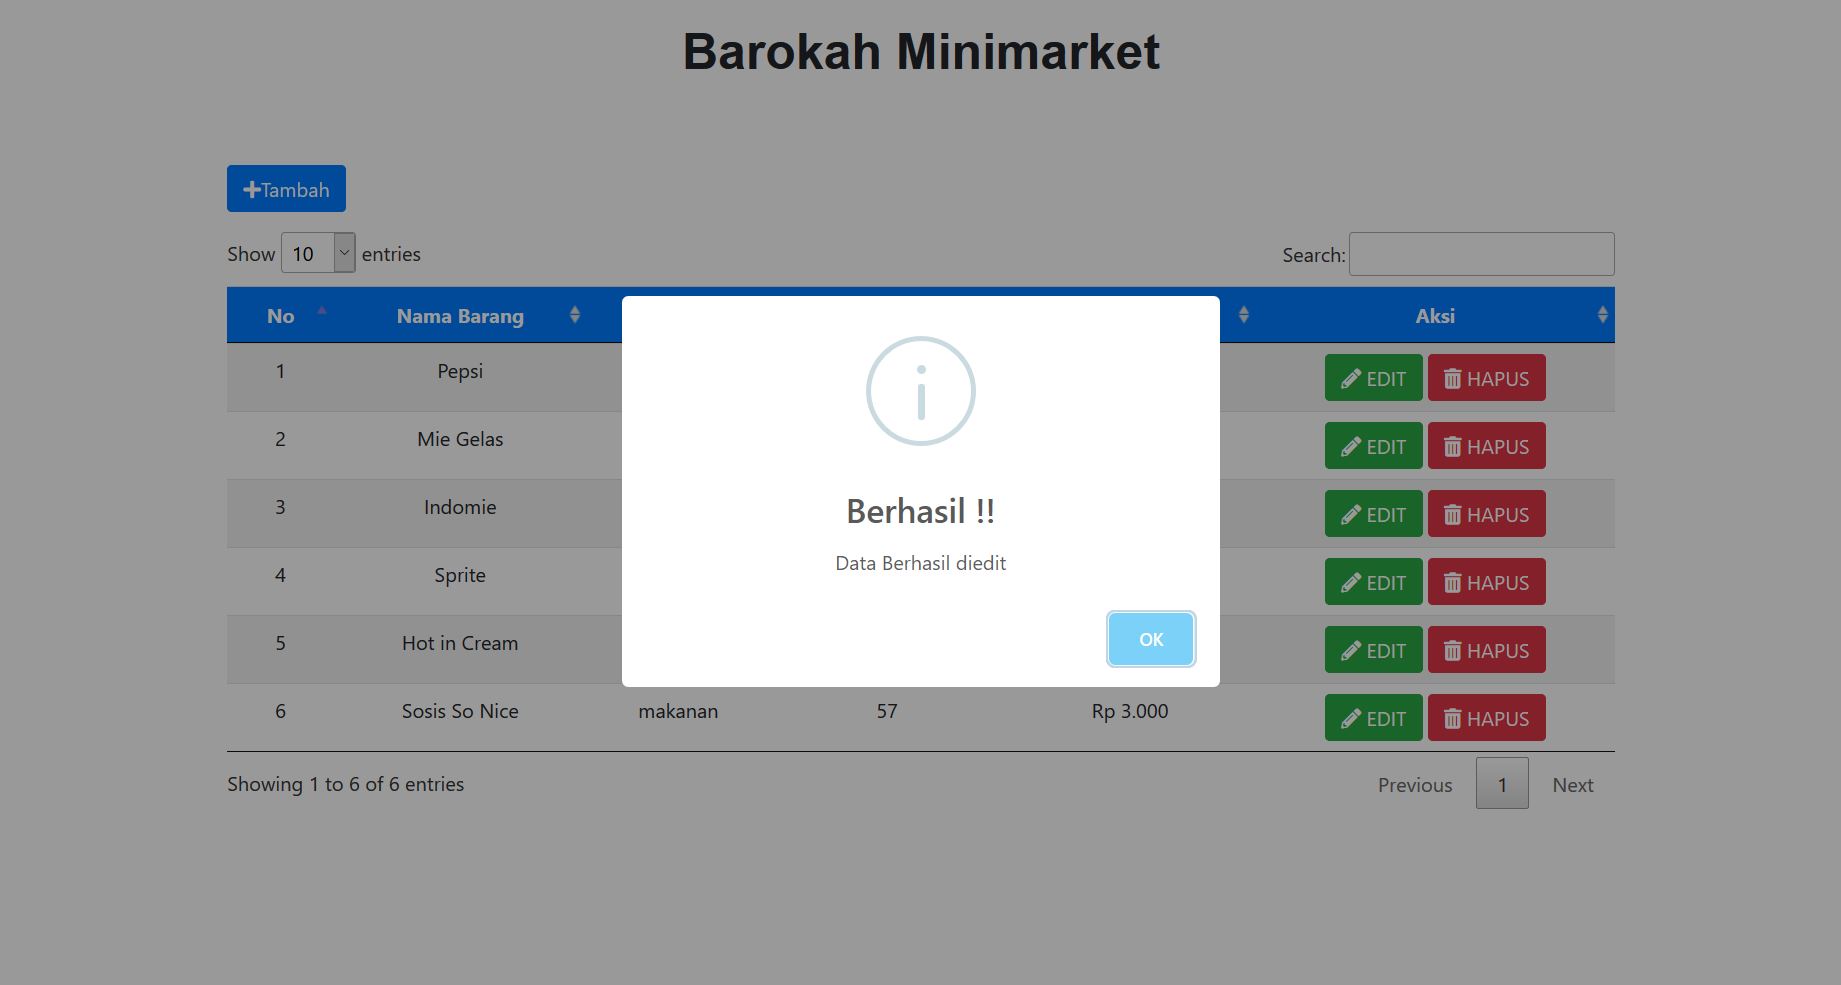 Barokah Minimarket
Tambah
Show 10 entries
Search:
No Nama Barang Aksi
1 Pepsi EDIT HAPUS
2 Mie Gelas EDIT HAPUS
3 Indomie EDIT HAPUS
4 Sprite EDIT HAPUS
5 Hot in Cream EDIT HAPUS
6 Sosis So Nice makanan 57 Rp 3.000 EDIT HAPUS
Showing 1 to 6 of 6 entries
Previous 1 Next
Berhasil !!
Data Berhasil diedit
OK